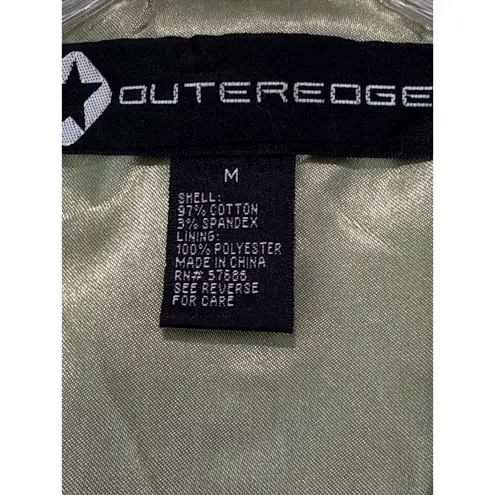 OUTEREDGE
M
SHELL:
97% COTTON
3% SPANDEX
LINING:
100% POLYESTER
MADE IN CHINA
RN# 57686
SEE REVERSE
FOR CARE